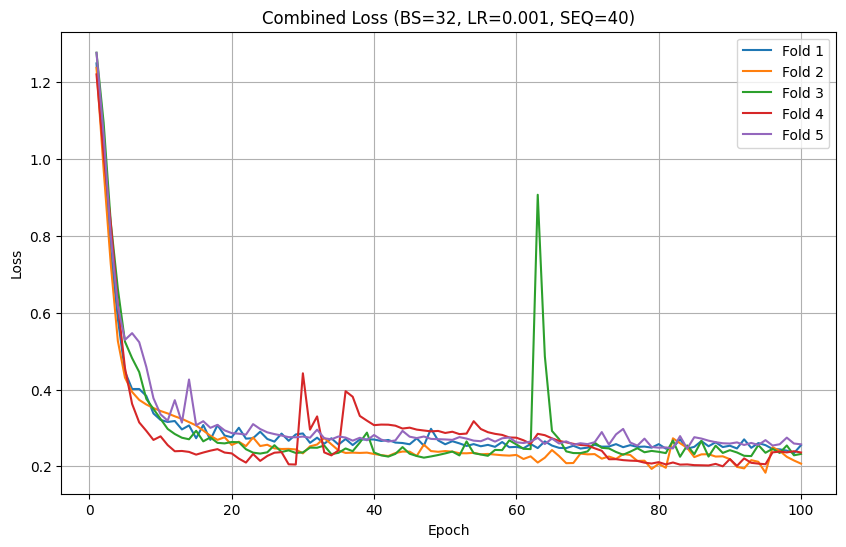 Combined Loss (BS=32, LR=0.001, SEQ=40)
Fold 1
Fold 2
Fold 3
Fold 4
Fold 5
Loss
1.2
1.0
0.8
0.6
0.4
0.2
0
20
40
60
80
100
Epoch